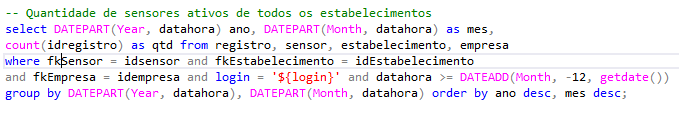 -- Quantidade de sensores ativos de todos os estabelecimentos
select DATEPART(Year, datahora) ano, DATEPART(Month, datahora) as mes,
count(idregistro) as qtd from registro, sensor, estabelecimento, empresa
where fkSensor = idsensor and fkEstabelecimento = idEstabelecimento
and fkEmpresa = idempresa and login = '${login}' and datahora >= DATEADD(Month, -12, getdate())
group by DATEPART(Year, datahora), DATEPART(Month, datahora) order by ano desc, mes desc;